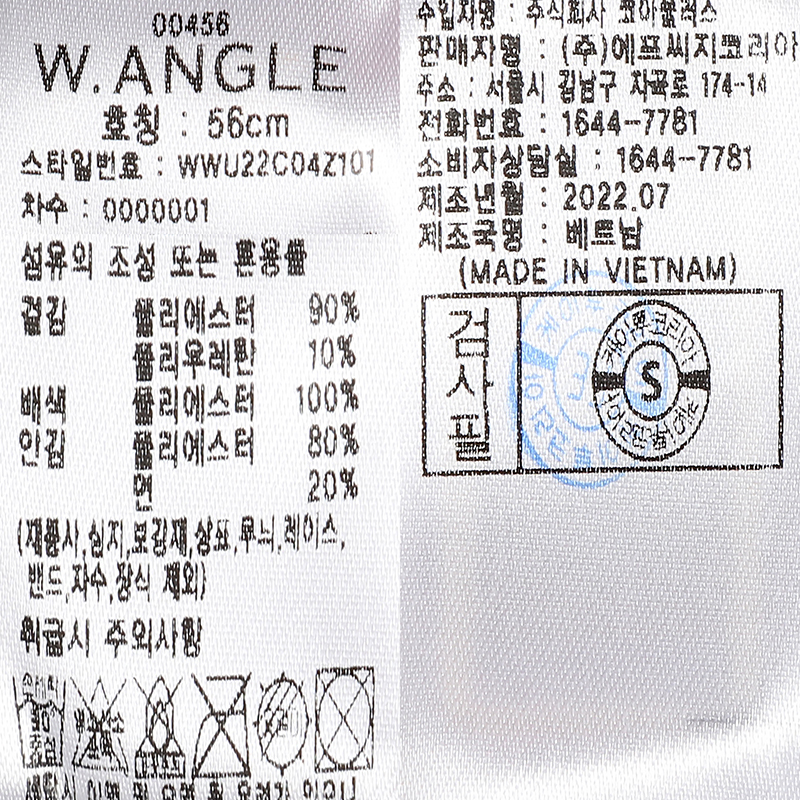 00456
W.ANGLE
호칭 : 56cm
스타일번호 : WWU22C04Z101
차수 : 0000001
섬유의 조성 또는 혼용률
겉감 폴리에스터 90%
폴리우레탄 10%
배색 폴리에스터 100%
안감 폴리에스터 80%
면 20%
(재봉사,심지,보강재,상표,무늬,레이스,
밴드,자수,장식 제외)
취급시 주의사항
수입자명 : 주식회사 코아플러스
판매자명 : (주)에프씨지코리아
주소 : 서울시 강남구 자곡로 174-14
전화번호 : 1644-7781
소비자상담실 : 1644-7781
제조년월 : 2022.07
제조국명 : 베트남
(MADE IN VIETNAM)
검사필
S